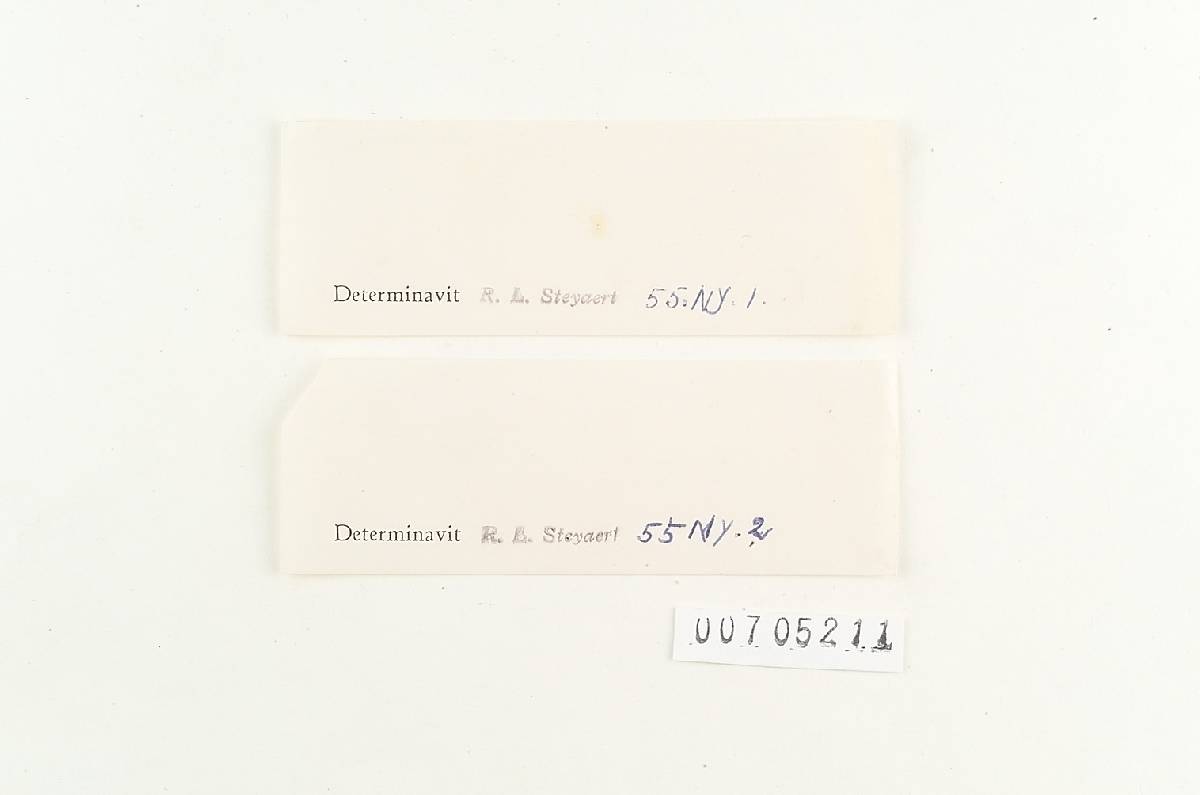 Determinavit R. L. Steyaert 55.NY.1.
Determinavit R. L. Steyaert 55NY.2
00705211